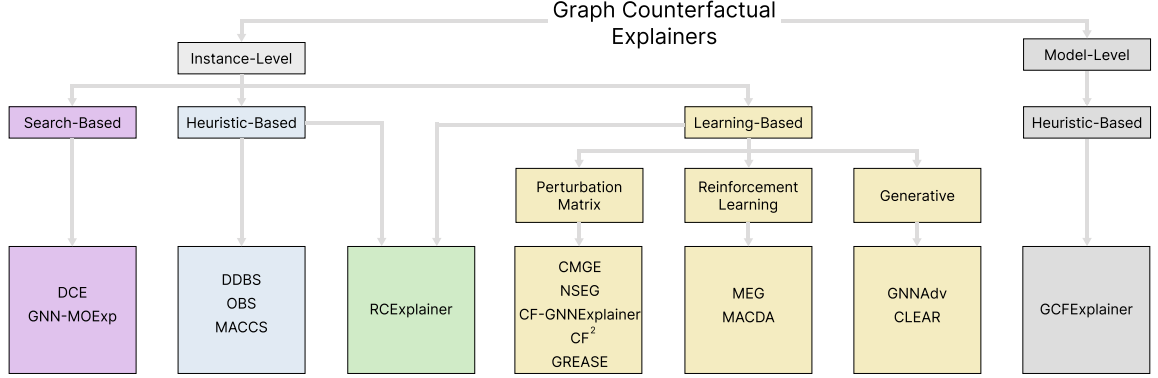 Graph Counterfactual
Explainers
Instance-Level
Model-Level
Search-Based
Heuristic-Based
Learning-Based
Heuristic-Based
Perturbation
Matrix
Reinforcement
Learning
Generative
DCE
GNN-MOExp
DDBS
OBS
MACCS
RCExplainer
CMGE
NSEG
CF-GNNExplainer
CF²
GREASE
MEG
MACDA
GNNAdv
CLEAR
GCFExplainer